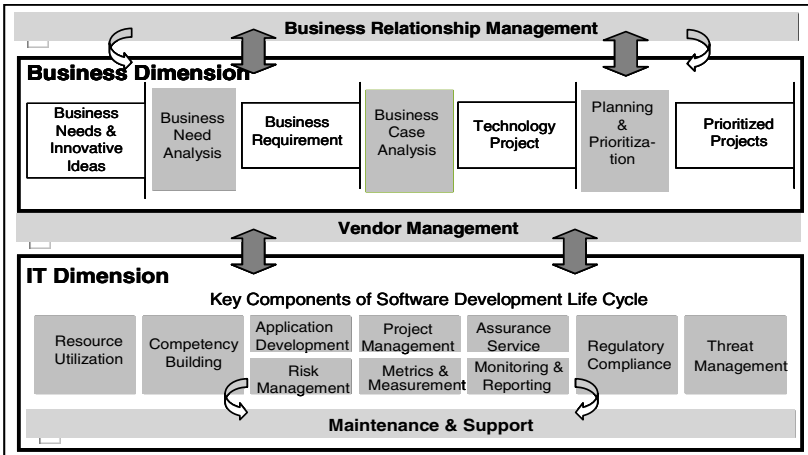 Business Relationship Management
Business Dimension
Business
Needs &
Innovative
Ideas
Business
Need
Analysis
Business
Requirement
Business
Case
Analysis
Technology
Project
Planning
&
Prioritiza-
tion
Prioritized
Projects
Vendor Management
IT Dimension
Key Components of Software Development Life Cycle
Resource
Utilization
Competency
Building
Application
Development
Project
Management
Assurance
Service
Risk
Management
Metrics &
Measurement
Monitoring &
Reporting
Regulatory
Compliance
Threat
Management
Maintenance & Support